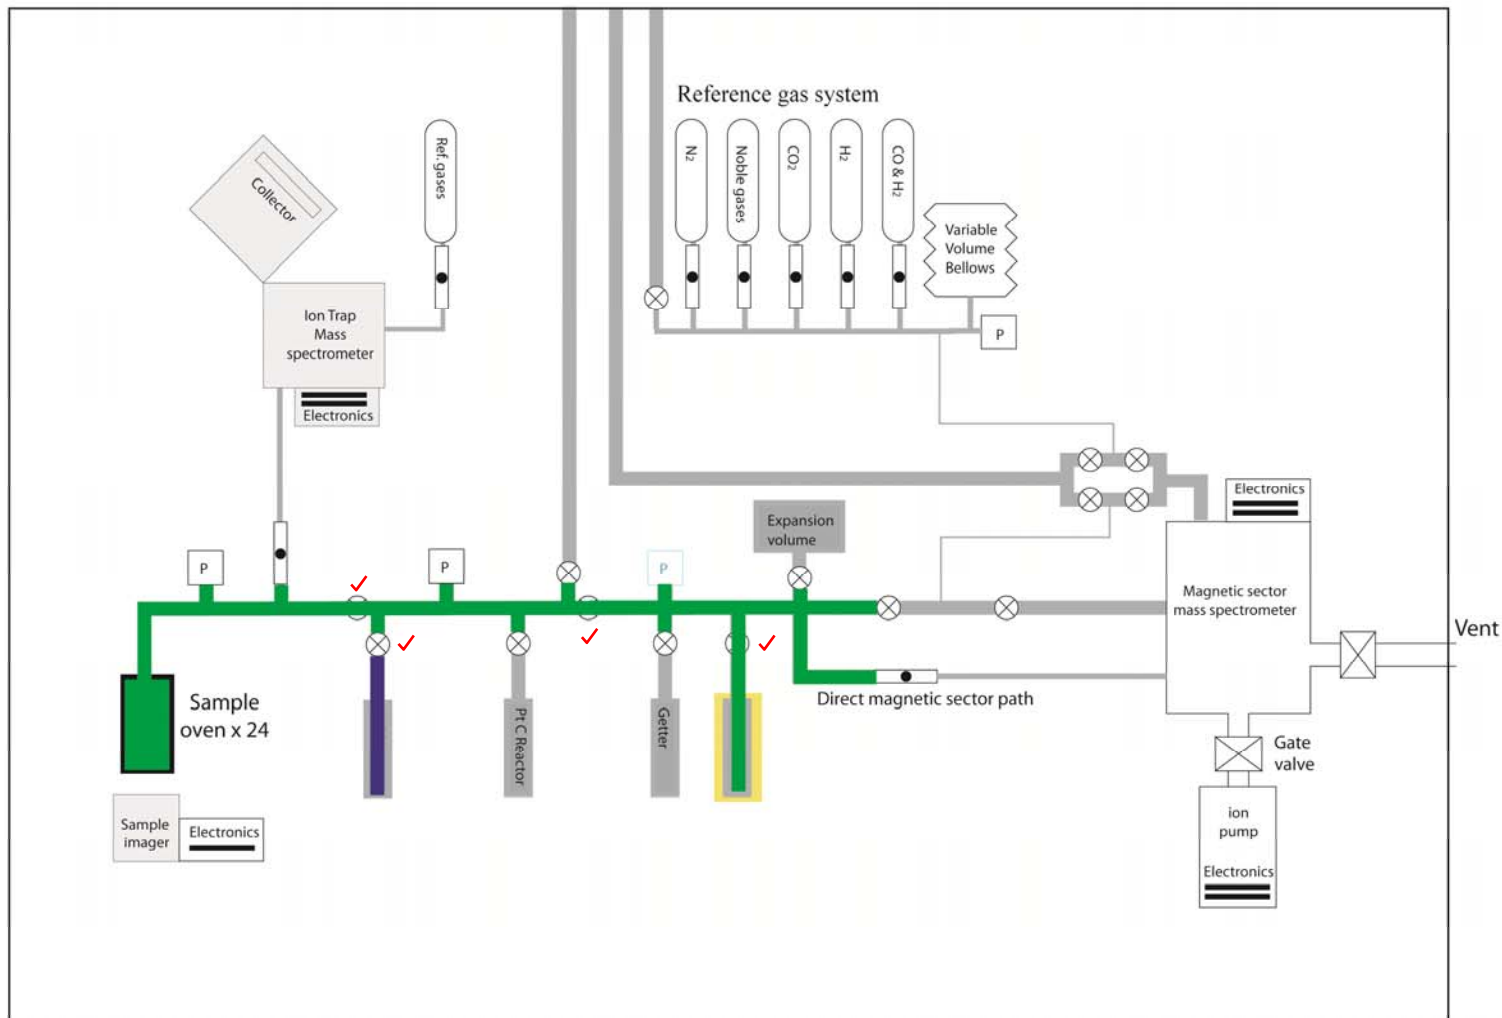 Reference gas system
Ref. gases
N2
Noble gases
CO2
H2
CO & H2
Collector
Variable
Volume
Bellows
Ion Trap
Mass
spectrometer
P
Electronics
Electronics
Expansion
volume
P
P
P
Magnetic sector
mass spectrometer
Vent
Sample
oven x 24
Direct magnetic sector path
Pt C Reactor
Getter
Gate
valve
Sample
imager
Electronics
ion
pump
Electronics